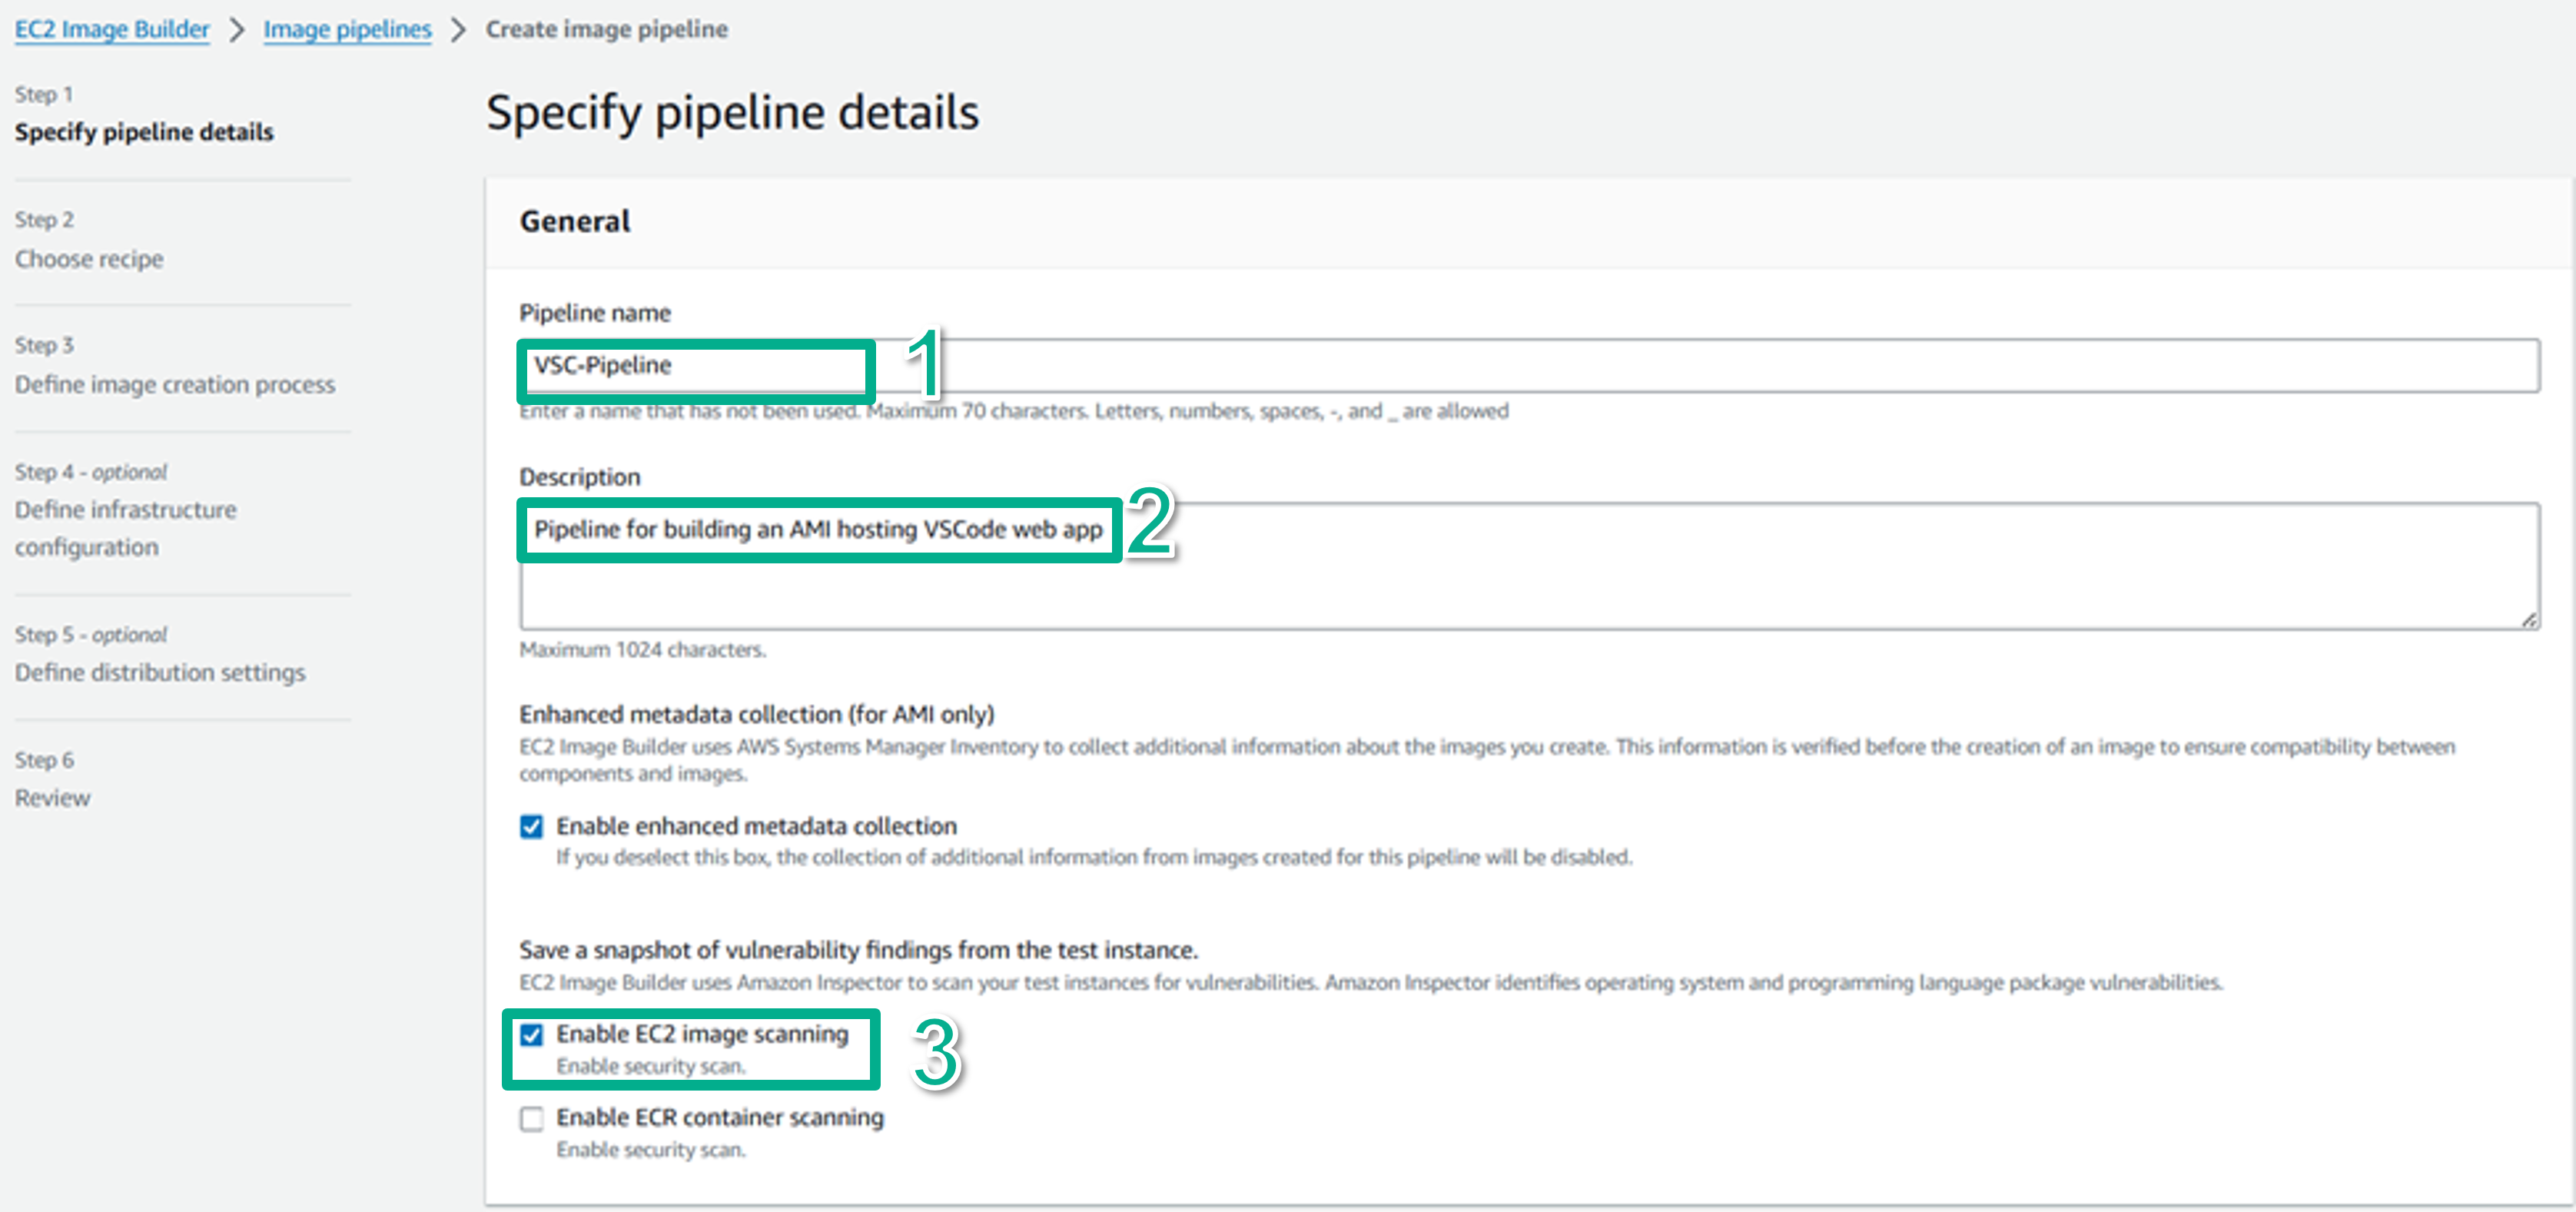 EC2 Image Builder > Image pipelines > Create image pipeline
Step 1
Specify pipeline details
Step 2
Choose recipe
Step 3
Define image creation process
Step 4 - optional
Define infrastructure
configuration
Step 5 - optional
Define distribution settings
Step 6
Review
Specify pipeline details
General
Pipeline name
VSC-Pipeline
1
Enter a name that has not been used. Maximum 70 characters. Letters, numbers, spaces, -, and _ are allowed
Description
Pipeline for building an AMI hosting VSCode web app
2
Maximum 1024 characters.
Enhanced metadata collection (for AMI only)
EC2 Image Builder uses AWS Systems Manager Inventory to collect additional information about the images you create. This information is verified before the creation of an image to ensure compatibility between
components and images.
Enable enhanced metadata collection
If you deselect this box, the collection of additional information from images created for this pipeline will be disabled.
Save a snapshot of vulnerability findings from the test instance.
EC2 Image Builder uses Amazon Inspector to scan your test instances for vulnerabilities. Amazon Inspector identifies operating system and programming language package vulnerabilities.
Enable EC2 image scanning
Enable security scan.
3
Enable ECR container scanning
Enable security scan.